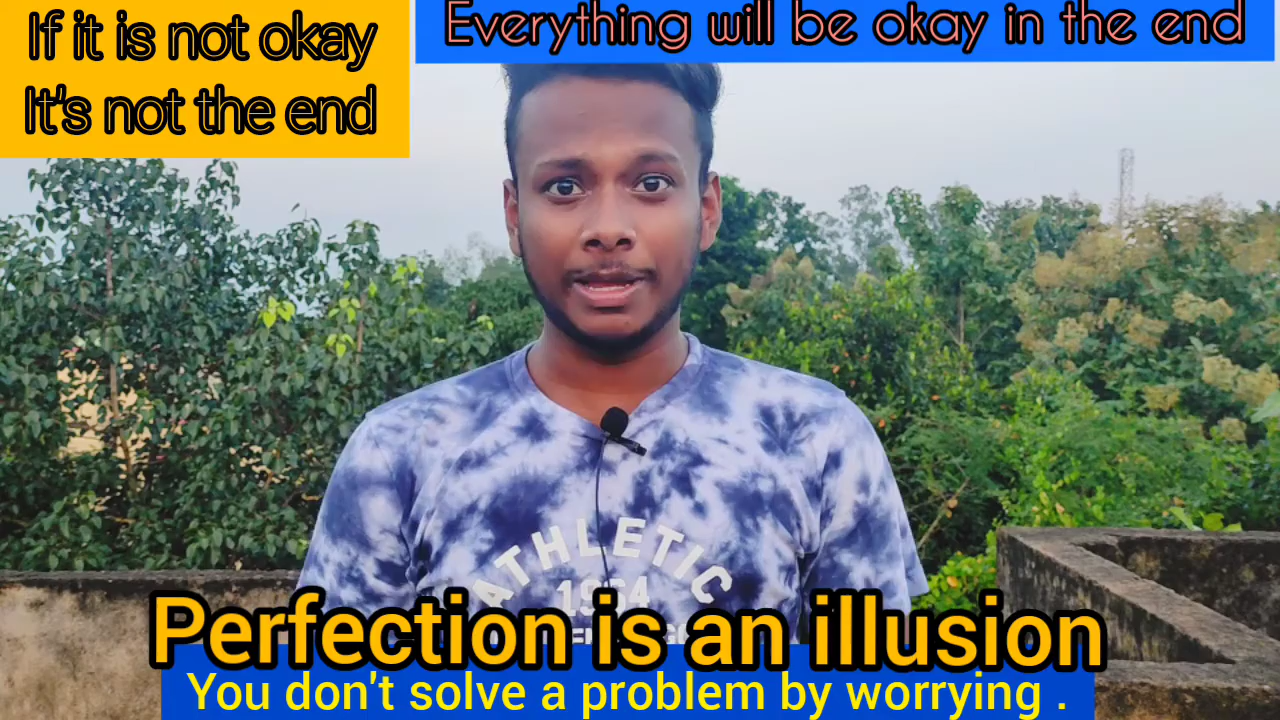 If it is not okay
It's not the end
Everything will be okay in the end
ATHLETIC
1954
Perfection is an illusion
You don't solve a problem by worrying .